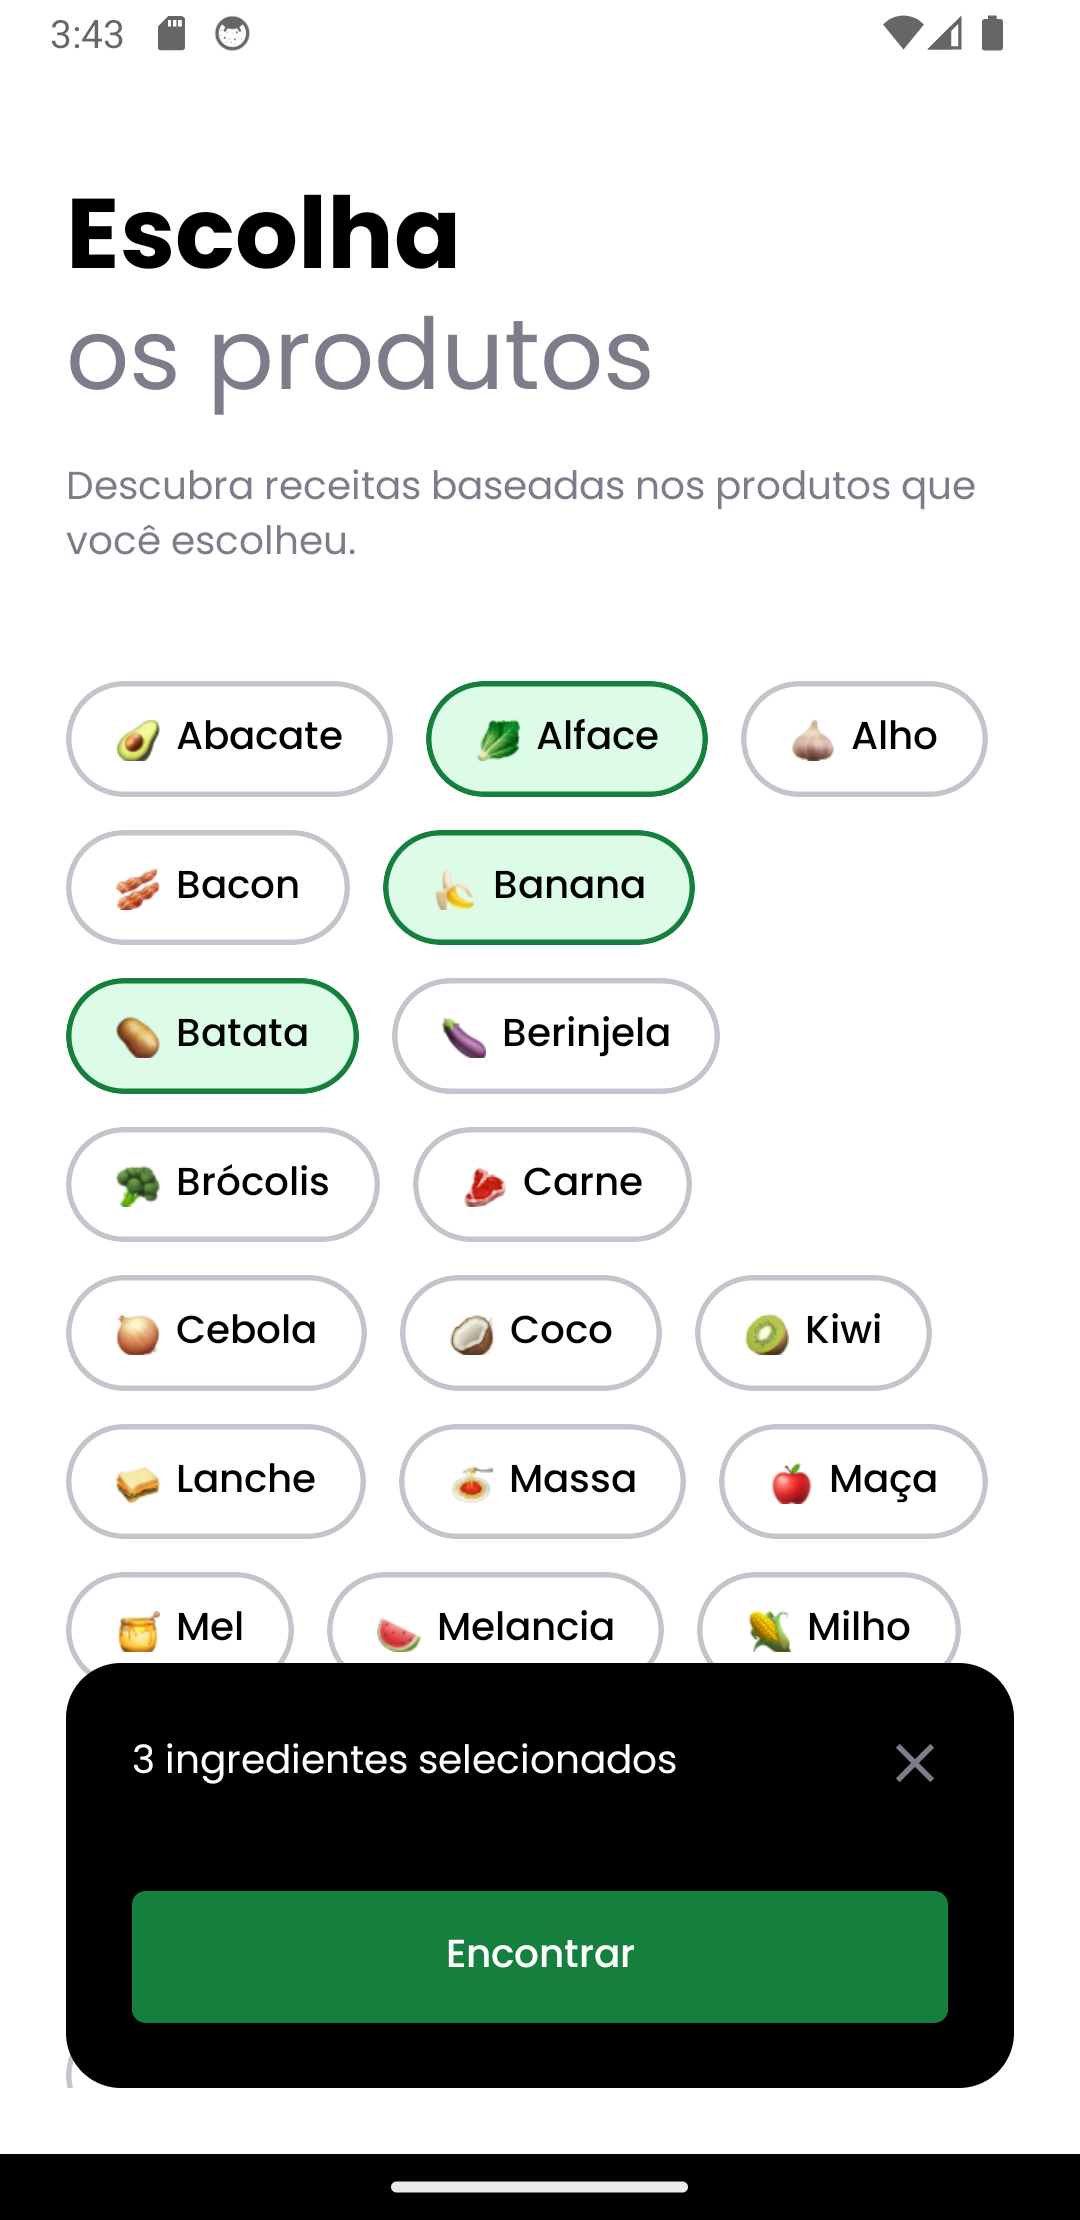 3:43
Escolha
os produtos
Descubra receitas baseadas nos produtos que
você escolheu.
Abacate Alface Alho
Bacon Banana
Batata Berinjela
Brócolis Carne
Cebola Coco Kiwi
Lanche Massa Maça
Mel Melancia Milho
3 ingredientes selecionados
Encontrar